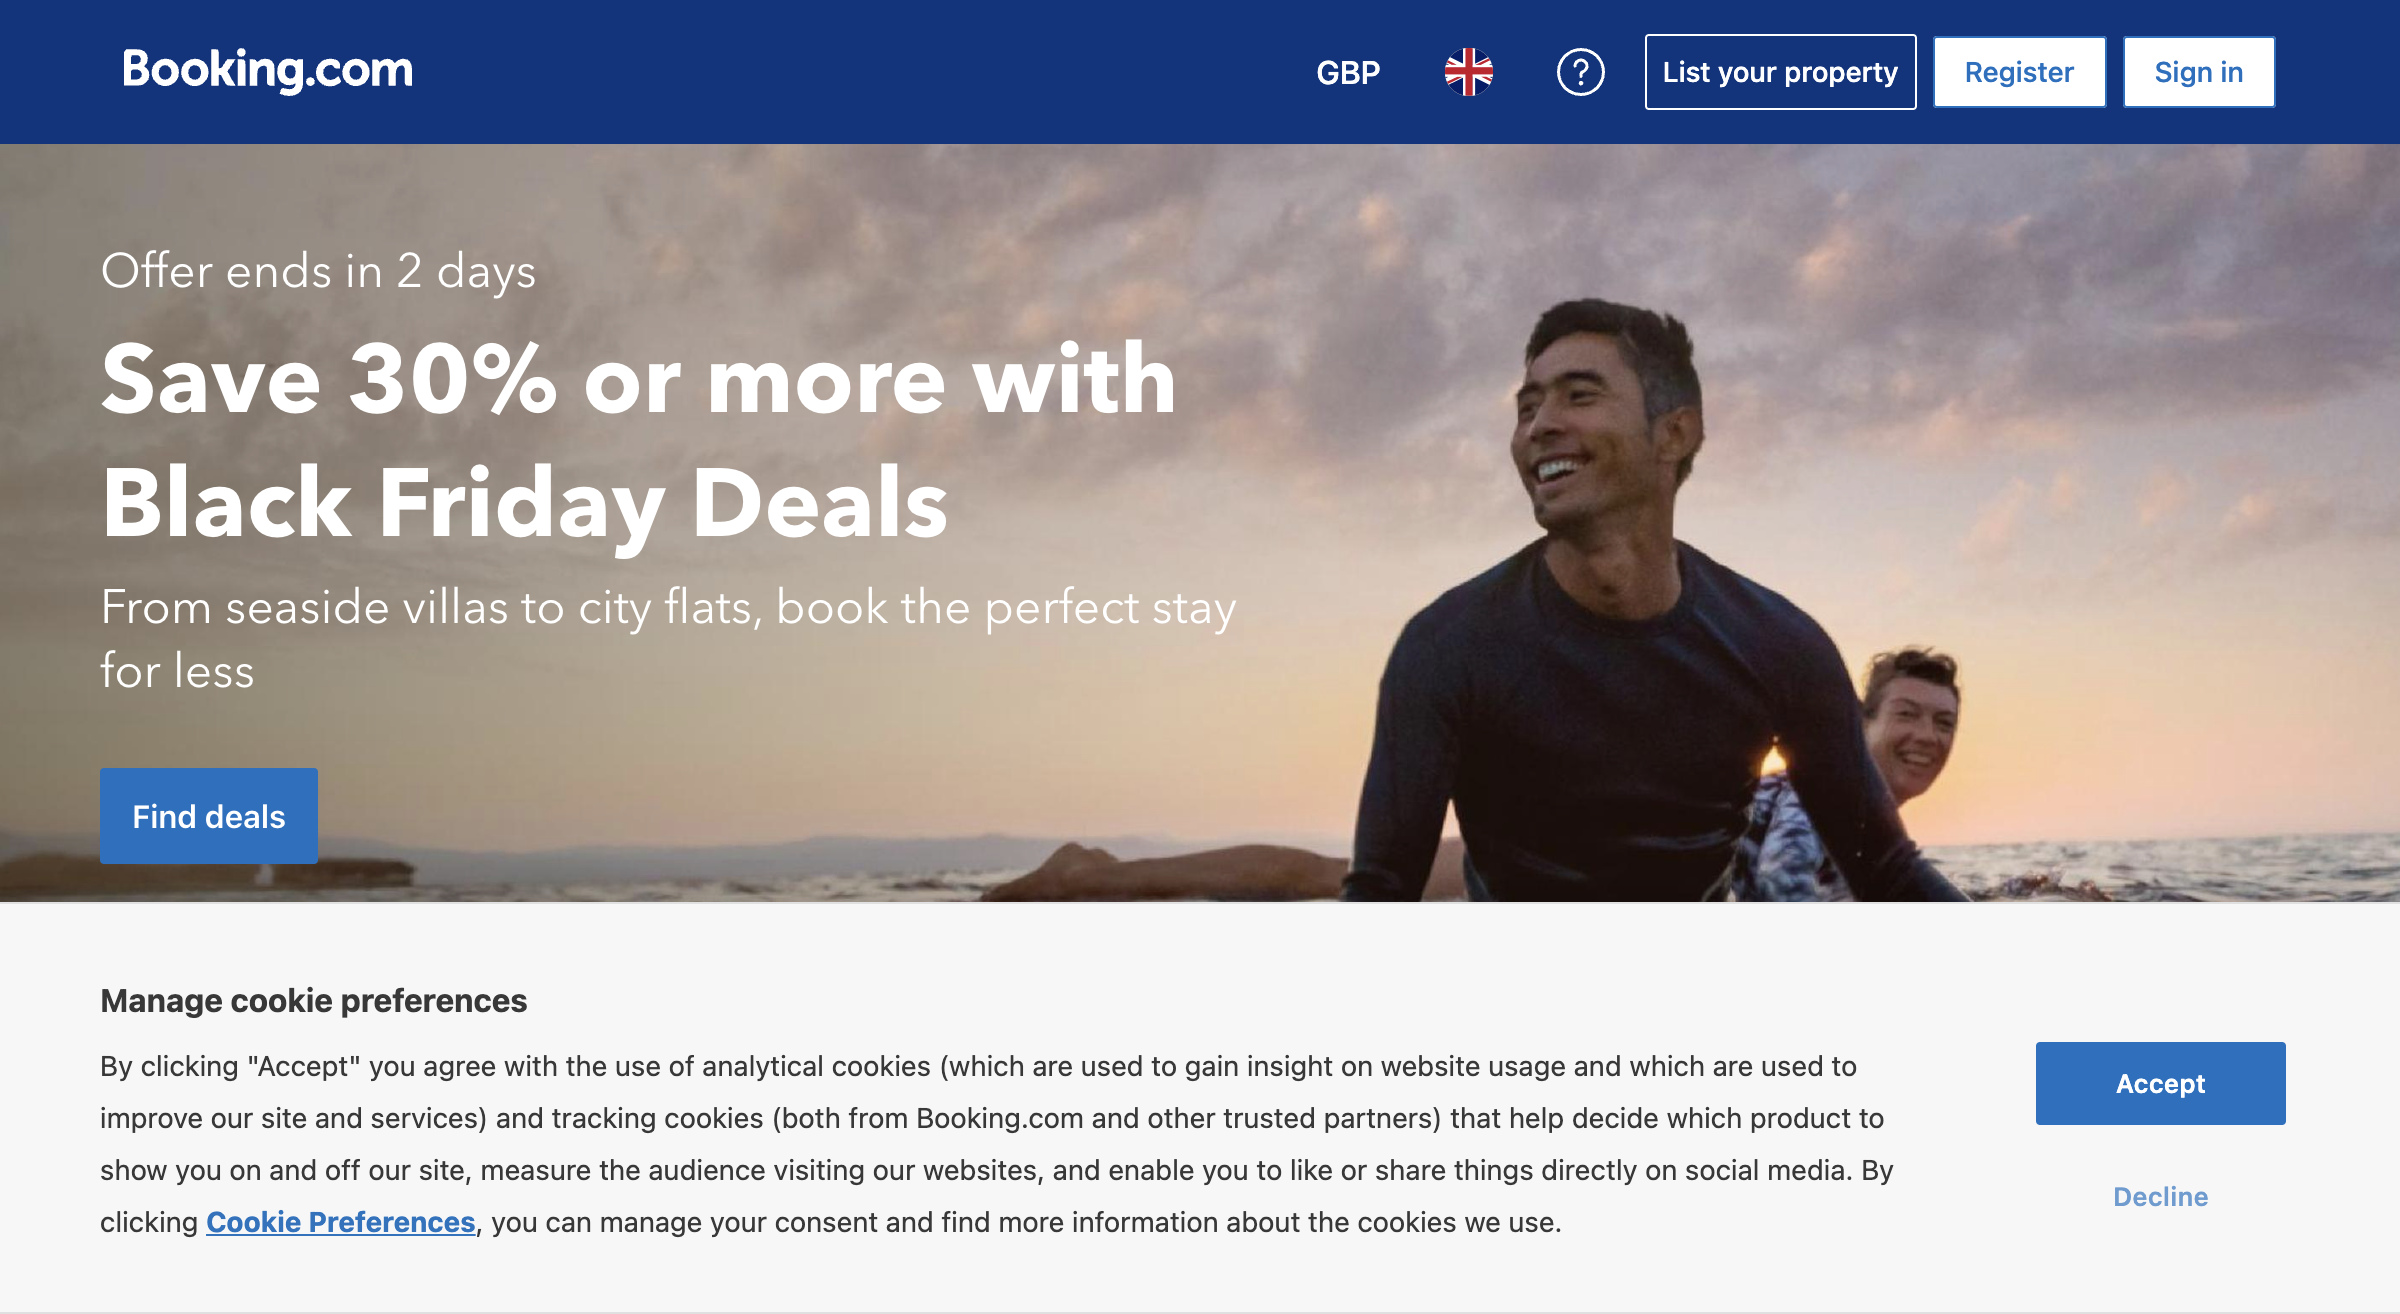 Booking.com
GBP
?
List your property
Register
Sign in
Offer ends in 2 days
Save 30% or more with
Black Friday Deals
From seaside villas to city flats, book the perfect stay
for less
Find deals
Manage cookie preferences
By clicking "Accept" you agree with the use of analytical cookies (which are used to gain insight on website usage and which are used to
improve our site and services) and tracking cookies (both from Booking.com and other trusted partners) that help decide which product to
show you on and off our site, measure the audience visiting our websites, and enable you to like or share things directly on social media. By
clicking Cookie Preferences, you can manage your consent and find more information about the cookies we use.
Accept
Decline